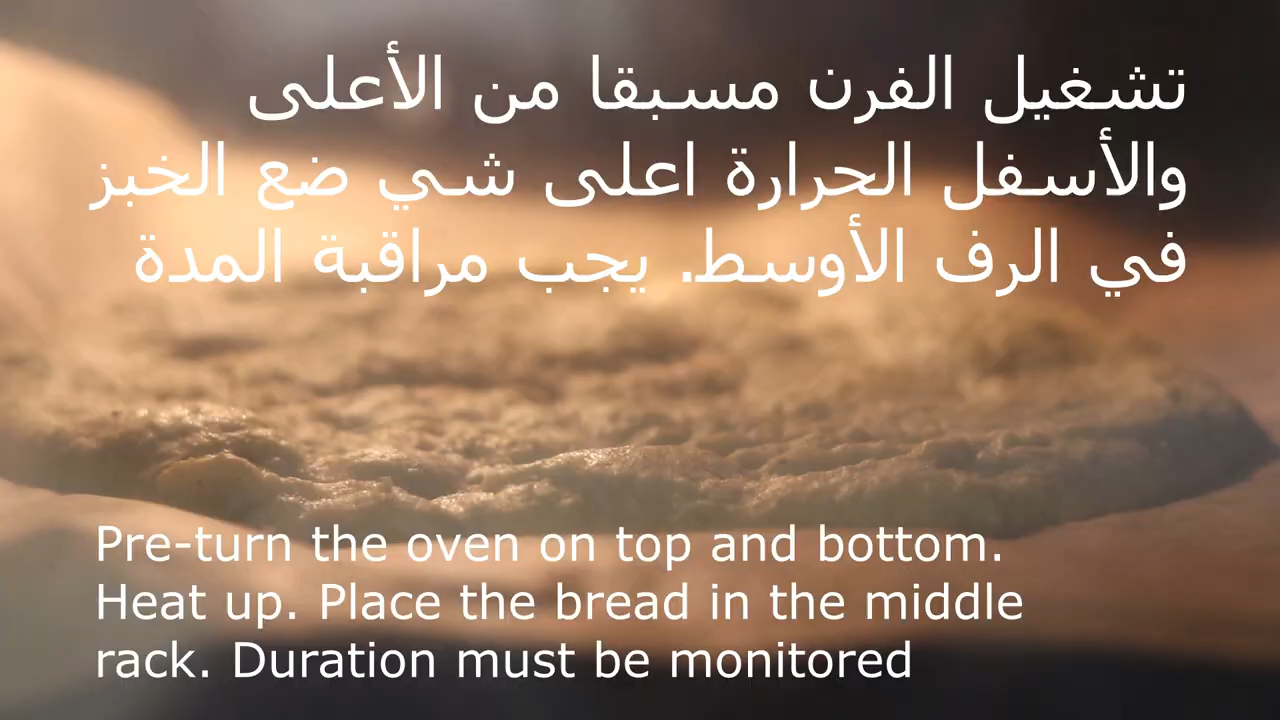 تشغيل الفرن مسبقا من الأعلى
والأسفل الحرارة اعلى شي ضع الخبز
في الرف الأوسط. يجب مراقبة المدة
Pre-turn the oven on top and bottom.
Heat up. Place the bread in the middle
rack. Duration must be monitored